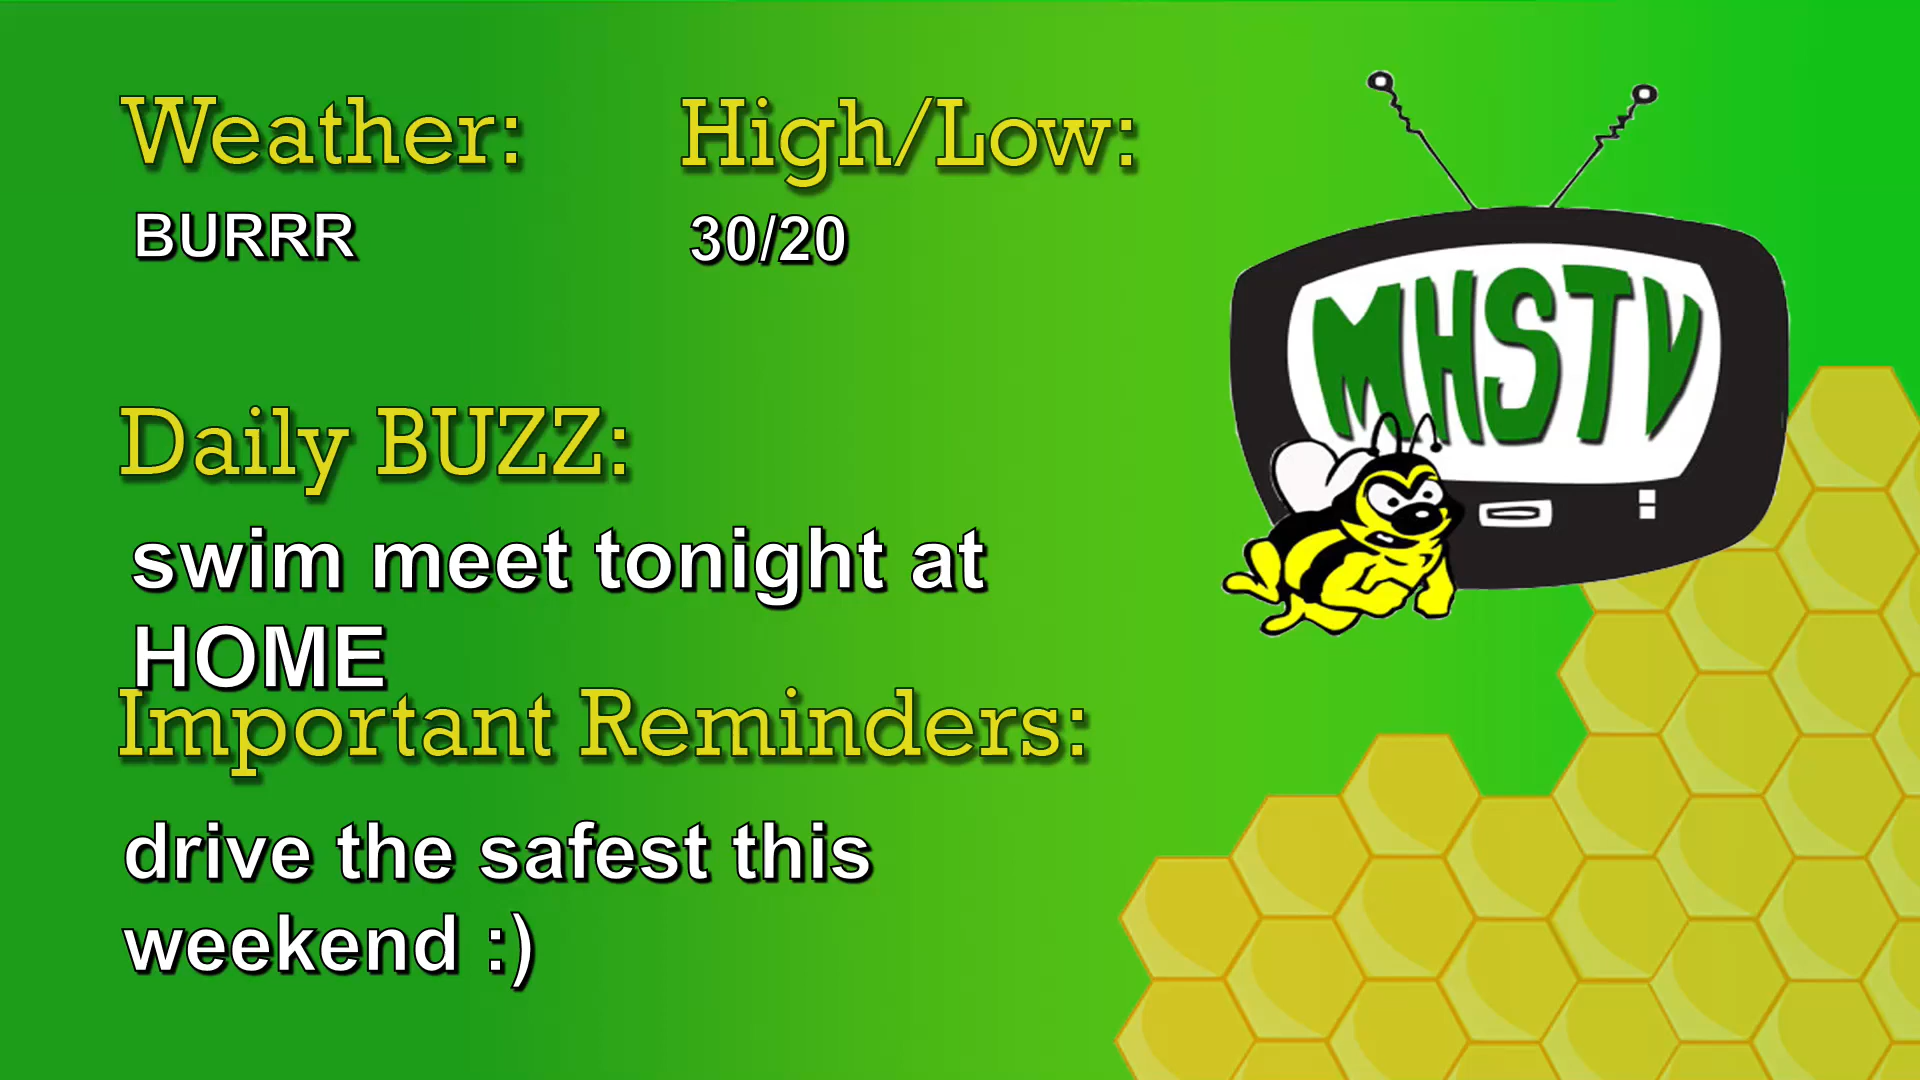 Weather:
High/Low:
BURRR
30/20
MHSTV
Daily BUZZ:
swim meet tonight at
HOME
Important Reminders:
drive the safest this
weekend :)